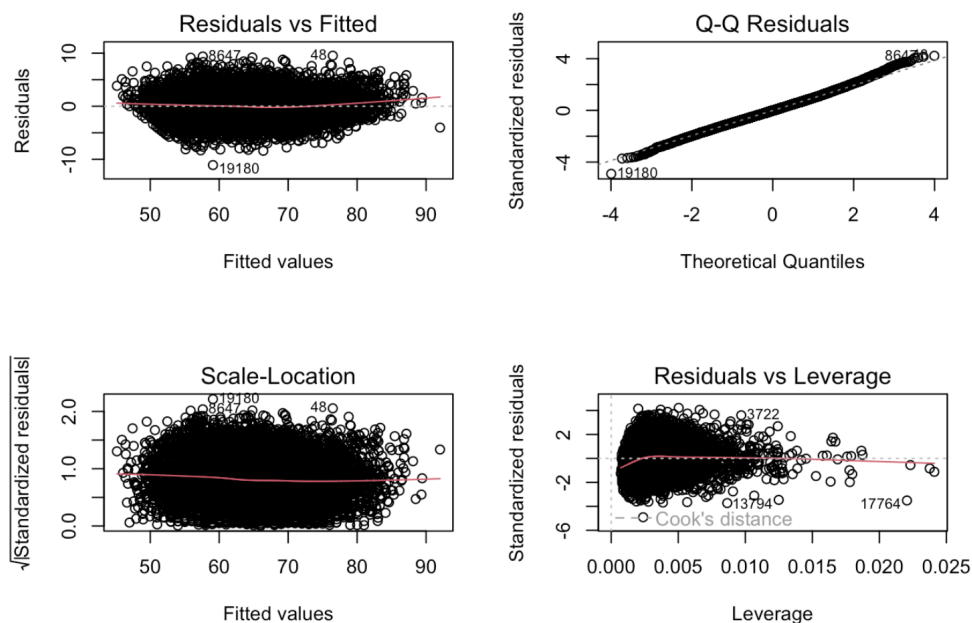 Residuals vs Fitted
Residuals
10
0
-10
8647
48
19180
50 60 70 80 90
Fitted values
Q-Q Residuals
Standardized residuals
4
0
-4
8647
19180
-4 -2 0 2 4
Theoretical Quantiles
Scale-Location
√|Standardized residuals|
2.0
1.0
0.0
19180
8647
48
50 60 70 80 90
Fitted values
Residuals vs Leverage
Standardized residuals
2
-2
-6
3722
13794
17764
Cook's distance
0.000 0.005 0.010 0.015 0.020 0.025
Leverage